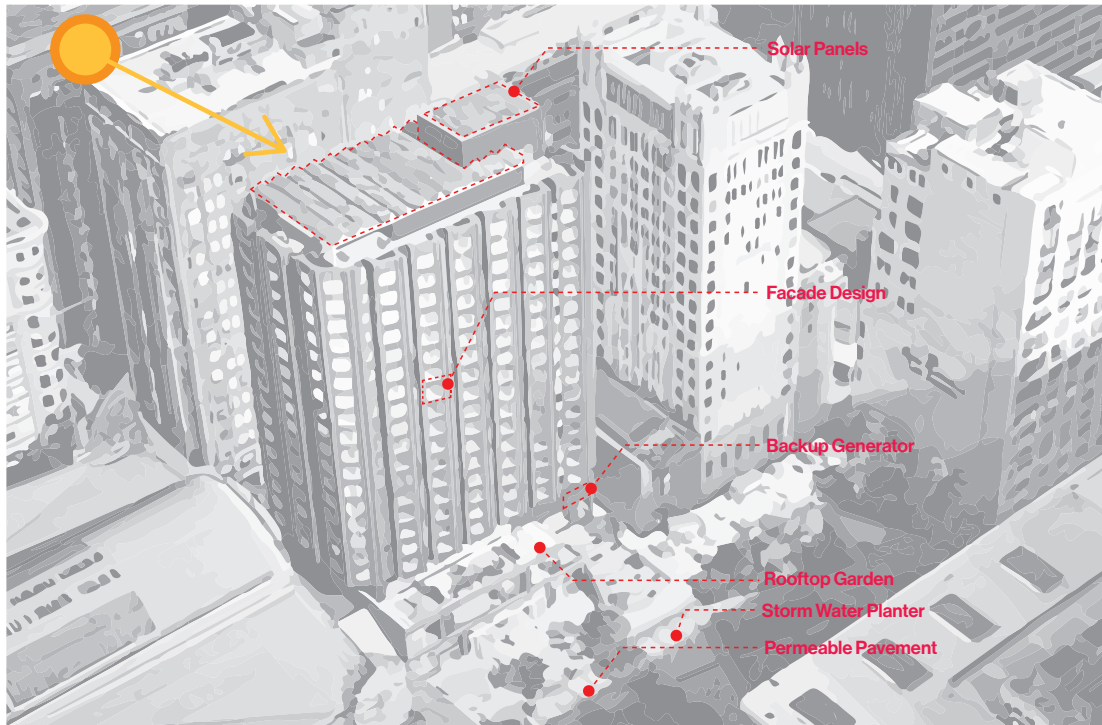 Solar Panels
Facade Design
Backup Generator
Rooftop Garden
Storm Water Planter
Permeable Pavement